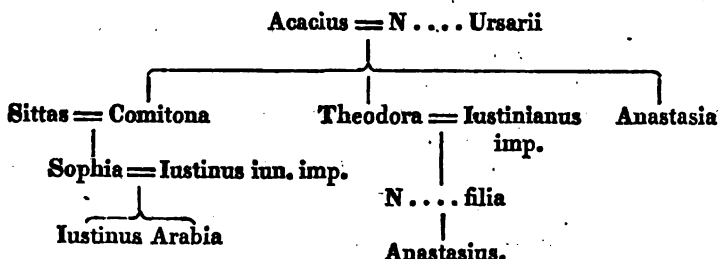 Acacius = N .... Ursarii
Sittas = Comitona Theodora = Iustinianus Anastasia
imp.
Sophia = Iustinus iun. imp.
N .... filia
Iustinus Arabia
Anastasius.